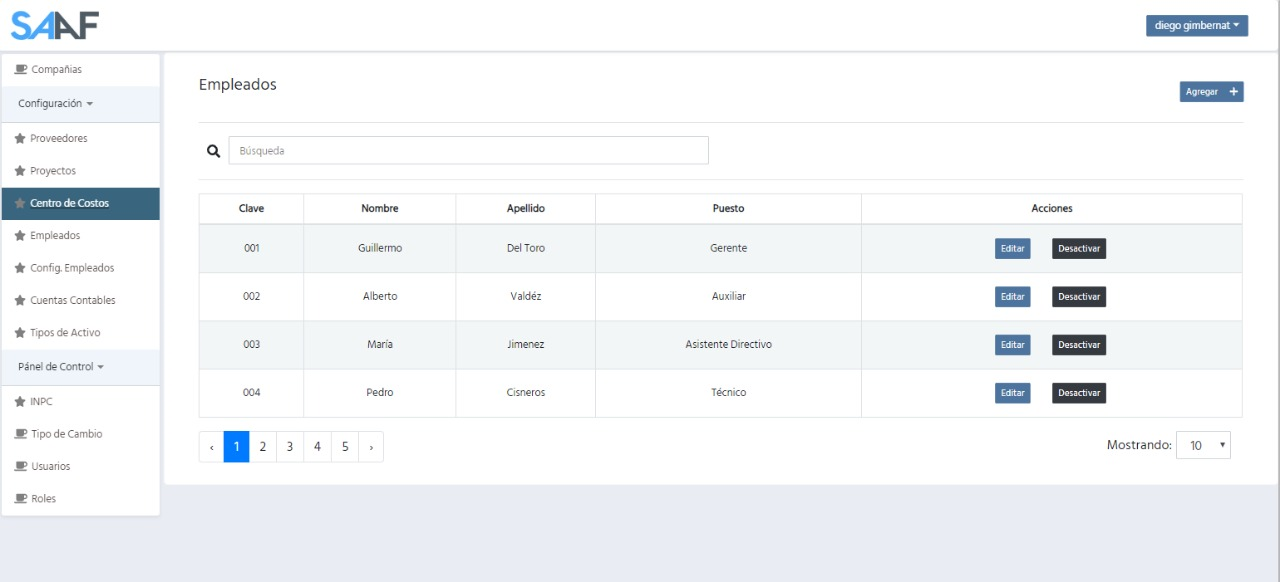 SAAF
diego gimbernat
Compañias
Configuración
Proveedores
Proyectos
Centro de Costos
Empleados
Config. Empleados
Cuentas Contables
Tipos de Activo
Pánel de Control
INPC
Tipo de Cambio
Usuarios
Roles
Empleados
Agregar +
Búsqueda
Clave Nombre Apellido Puesto Acciones
001 Guillermo Del Toro Gerente Editar Desactivar
002 Alberto Valdéz Auxiliar Editar Desactivar
003 María Jimenez Asistente Directivo Editar Desactivar
004 Pedro Cisneros Técnico Editar Desactivar
‹ 1 2 3 4 5 › Mostrando: 10